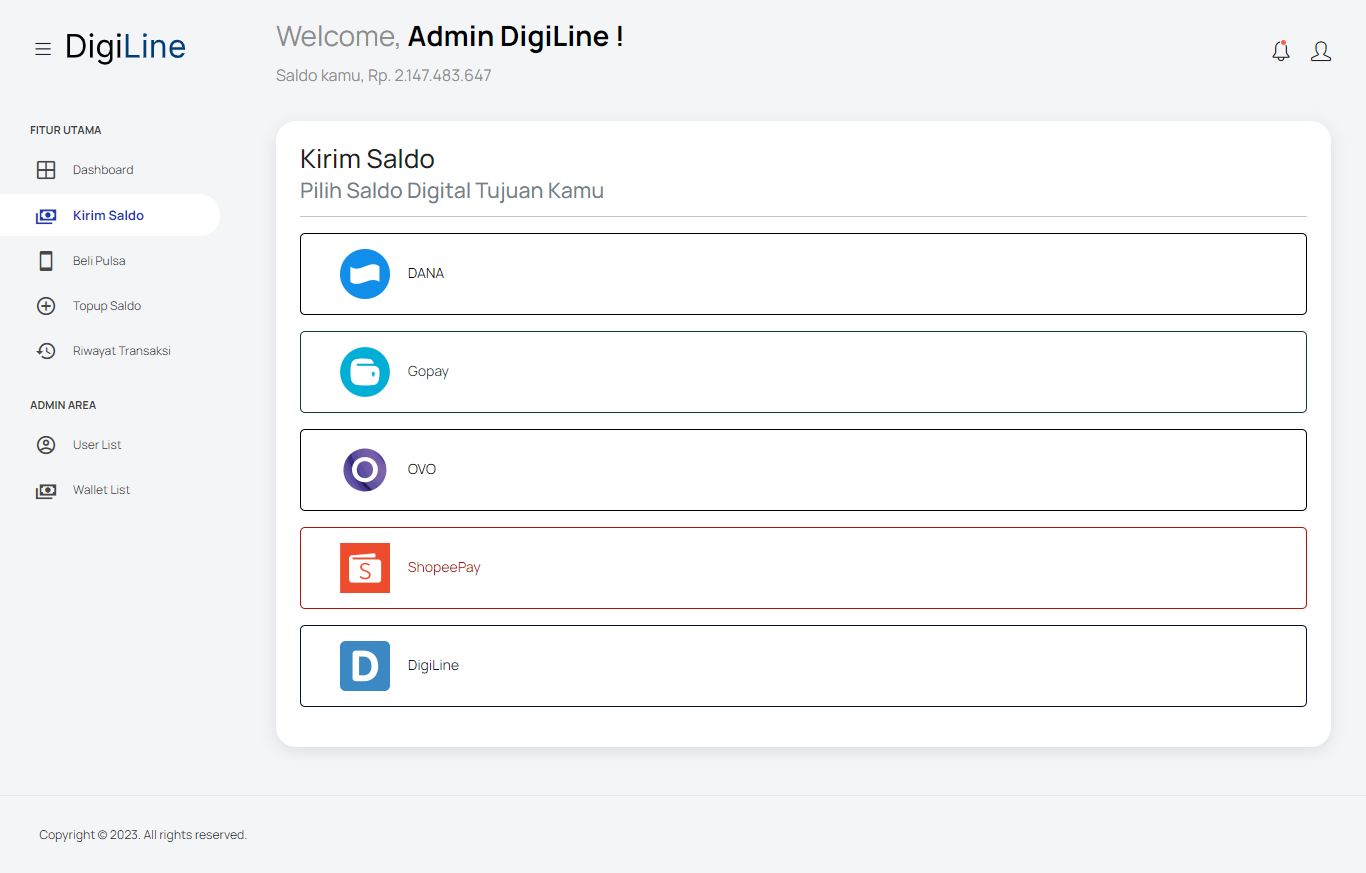 DigiLine
Welcome, Admin DigiLine !
Saldo kamu, Rp. 2.147.483.647
FITUR UTAMA
Dashboard
Kirim Saldo
Beli Pulsa
Topup Saldo
Riwayat Transaksi
ADMIN AREA
User List
Wallet List
Kirim Saldo
Pilih Saldo Digital Tujuan Kamu
DANA
Gopay
OVO
S
ShopeePay
D
DigiLine
Copyright © 2023. All rights reserved.